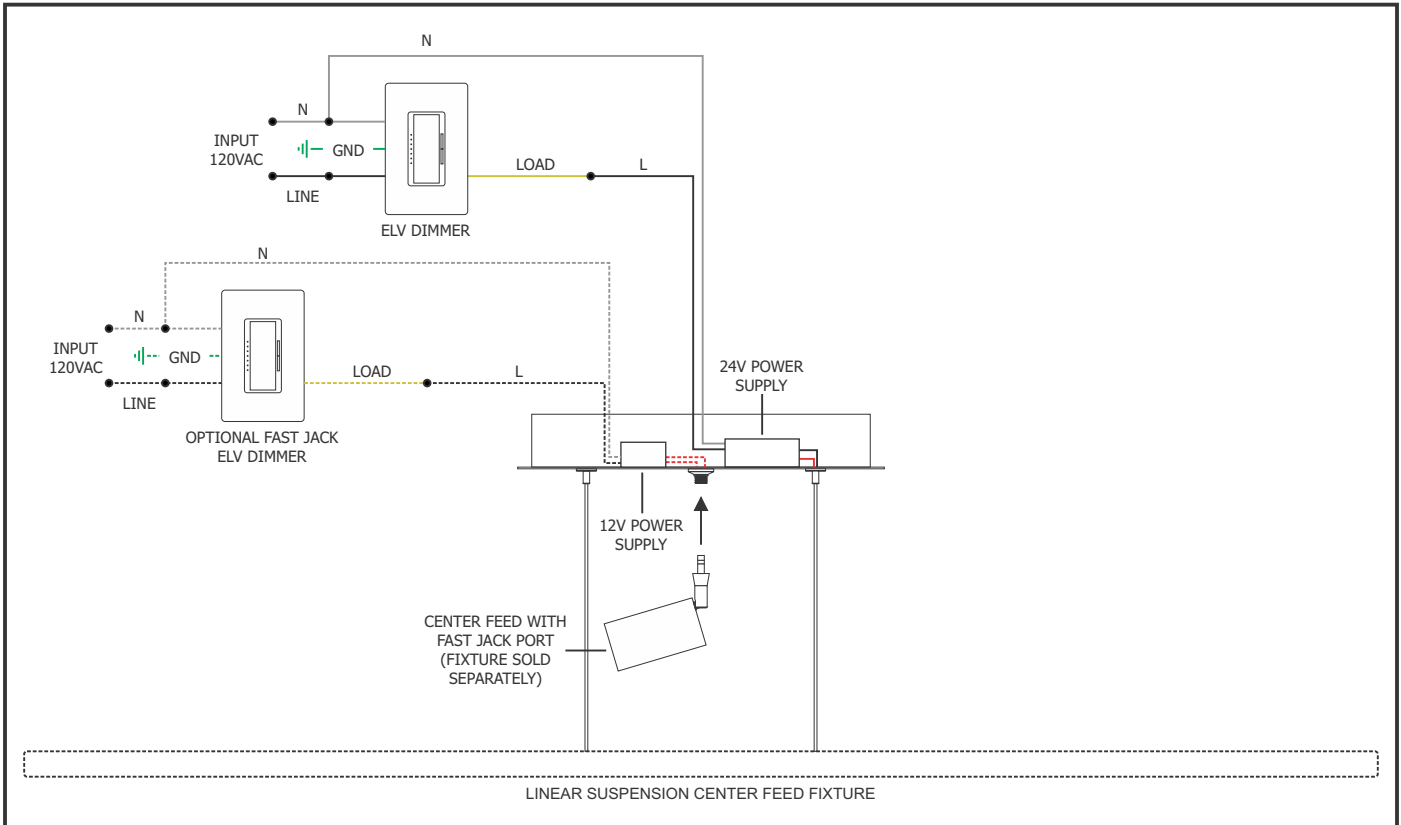 N
N
INPUT
120VAC
GND
LINE
LOAD
L
ELV DIMMER
N
N
INPUT
120VAC
GND
LINE
LOAD
L
OPTIONAL FAST JACK
ELV DIMMER
24V POWER
SUPPLY
12V POWER
SUPPLY
CENTER FEED WITH
FAST JACK PORT
(FIXTURE SOLD
SEPARATELY)
LINEAR SUSPENSION CENTER FEED FIXTURE